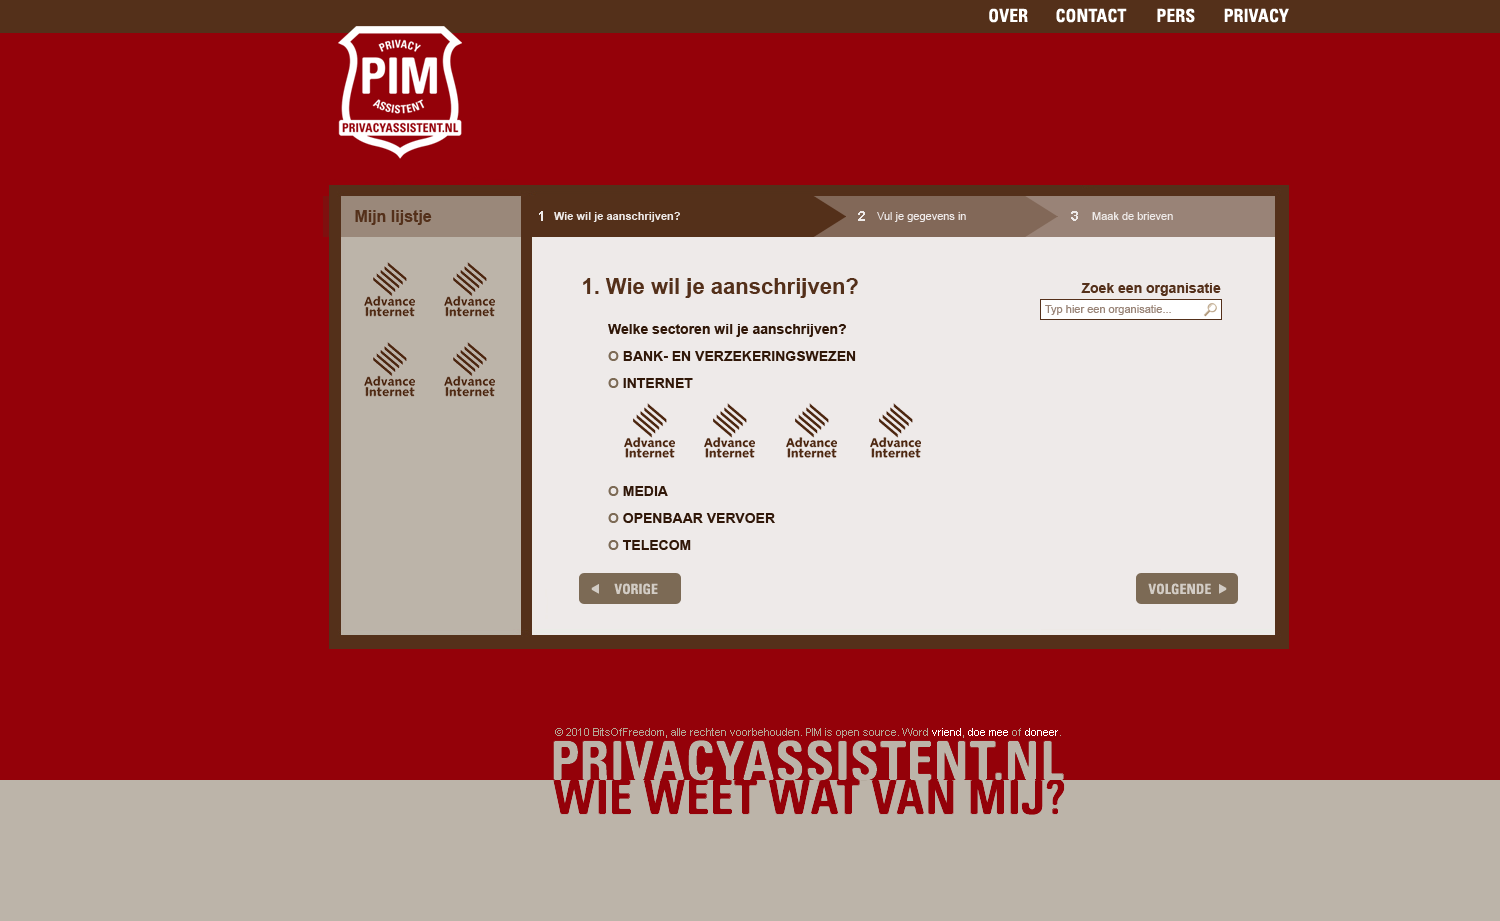 OVER CONTACT PERS PRIVACY
PRIVACY
PIM
ASSISTENT
PRIVACYASSISTENT.NL
Mijn lijstje
1 Wie wil je aanschrijven? 2 Vul je gegevens in 3 Maak de brieven
Advance Internet
Advance Internet
Advance Internet
Advance Internet
1. Wie wil je aanschrijven?
Zoek een organisatie
Typ hier een organisatie...
Welke sectoren wil je aanschrijven?
O BANK- EN VERZEKERINGSWEZEN
O INTERNET
Advance Internet
Advance Internet
Advance Internet
Advance Internet
O MEDIA
O OPENBAAR VERVOER
O TELECOM
VORIGE
VOLGENDE
© 2010 BitsOfFreedom, alle rechten voorbehouden. PIM is open source. Word vriend, doe mee of doneer.
PRIVACYASSISTENT.NL
WIE WEET WAT VAN MIJ?